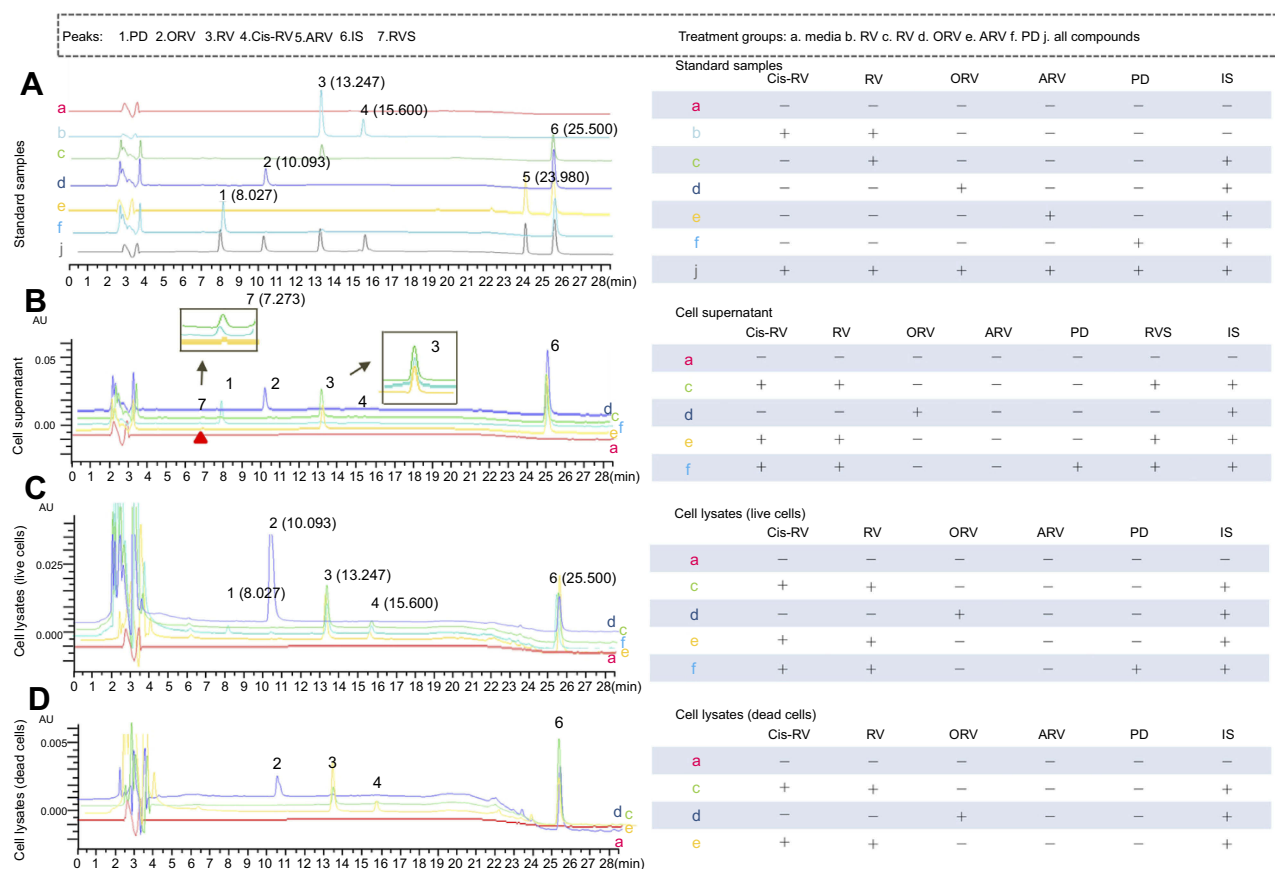 Peaks: 1.PD 2.ORV 3.RV 4.Cis-RV 5.ARV 6.IS 7.RVS
Treatment groups: a. media b. RV c. RV d. ORV e. ARV f. PD j. all compounds
A
Standard samples
a
b
c
d
e
f
j
3 (13.247)
4 (15.600)
6 (25.500)
2 (10.093)
5 (23.980)
1 (8.027)
0 1 2 3 4 5 6 7 8 9 10 11 12 13 14 15 16 17 18 19 20 21 22 23 24 25 26 27 28(min)
Standard samples
Cis-RV RV ORV ARV PD IS
a − − − − − −
b + + − − − −
c − + − − − +
d − − + − − +
e − − − + − +
f − − − − + +
j + + + + + +
B
AU
Cell supernatant
0.05
0.00
7 (7.273)
3
6
1
2
3
4
7
d
c
f
e
a
0 1 2 3 4 5 6 7 8 9 10 11 12 13 14 15 16 17 18 19 20 21 22 23 24 25 26 27 28(min)
Cell supernatant
Cis-RV RV ORV ARV PD RVS IS
a − − − − − − −
c + + − − − + +
d − − + − − − +
e + + − − − + +
f + + − − + + +
C
AU
Cell lysates (live cells)
0.025
0.000
2 (10.093)
1 (8.027)
3 (13.247)
4 (15.600)
6 (25.500)
d
c
f
e
a
0 1 2 3 4 5 6 7 8 9 10 11 12 13 14 15 16 17 18 19 20 21 22 23 24 25 26 27 28(min)
Cell lysates (live cells)
Cis-RV RV ORV ARV PD IS
a − − − − − −
c + + − − − +
d − − + − − +
e + + − − − +
f + + − − + +
D
AU
Cell lysates (dead cells)
0.005
0.000
2
3
4
6
d c
e
a
0 1 2 3 4 5 6 7 8 9 10 11 12 13 14 15 16 17 18 19 20 21 22 23 24 25 26 27 28(min)
Cell lysates (dead cells)
Cis-RV RV ORV ARV PD IS
a − − − − − −
c + + − − − +
d − − + − − +
e + + − − − +